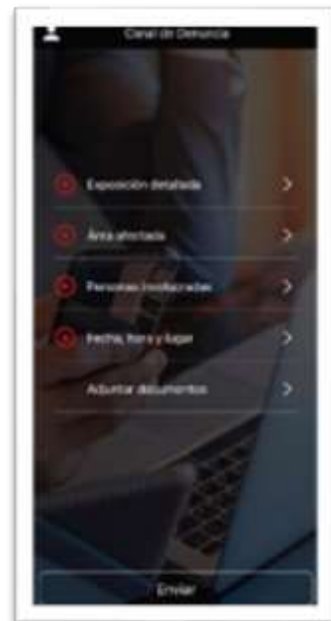 Canal de Denuncia
Exposición detallada
Área afectada
Personas involucradas
Fecha, hora y lugar
Adjuntar documentos
Enviar